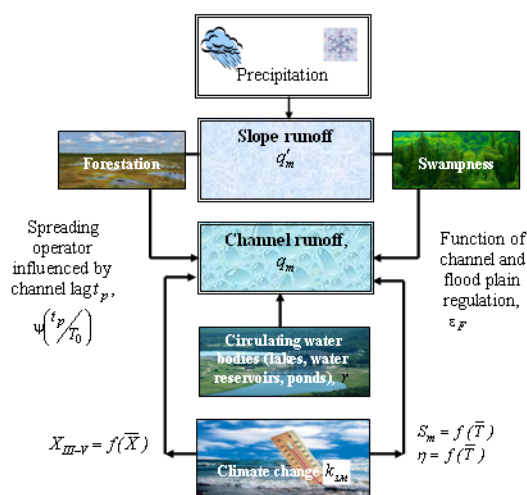 Precipitation
Slope runoff
q'm
Forestation
Swampness
Spreading
operator
influenced by
channel lag tp,
ψ(tp/T0)
Channel runoff,
qm
Function of
channel and
flood plain
regulation,
εF
Circulating water
bodies (lakes, water
reservoirs, ponds), r
XIII-V = f(X̄)
Sm = f(T̄)
η = f(T̄)
Climate change kзм